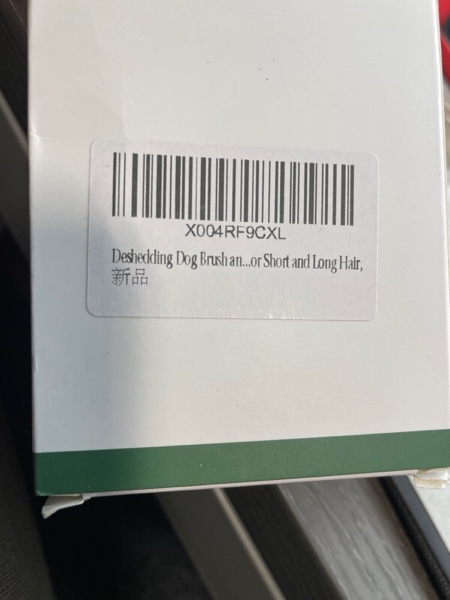 X004RF9CXL
Deshedding Dog Brush an...or Short and Long Hair,
新品